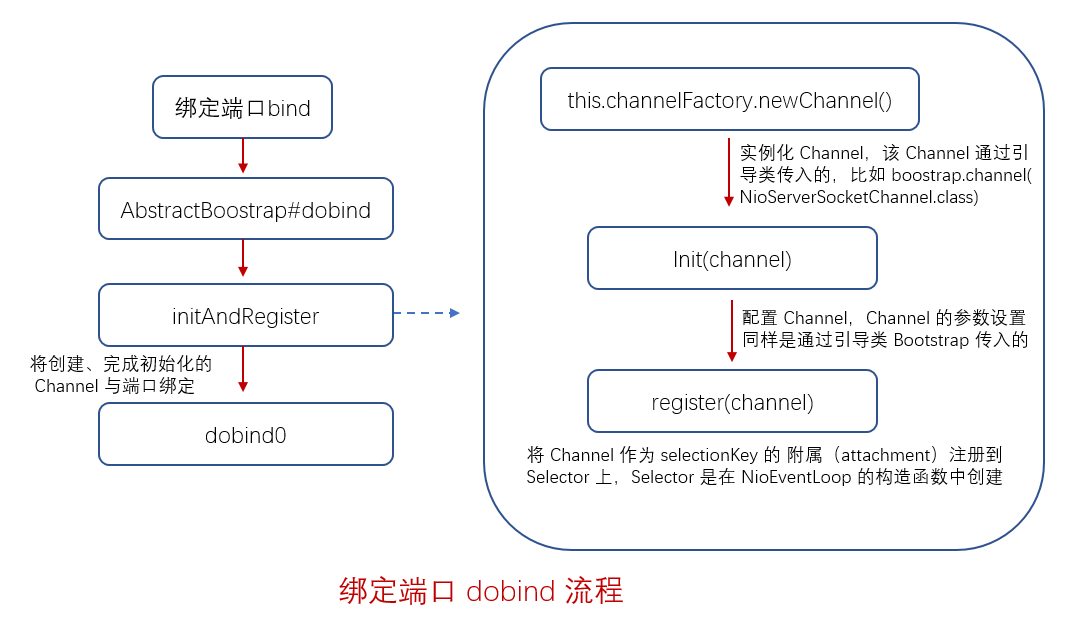 绑定端口bind
AbstractBoostrap#dobind
initAndRegister
将创建、完成初始化的
Channel 与端口绑定
dobind0
this.channelFactory.newChannel()
实例化 Channel，该 Channel 通过引
导类传入的，比如 boostrap.channel(
NioServerSocketChannel.class)
Init(channel)
配置 Channel，Channel 的参数设置
同样是通过引导类 Bootstrap 传入的
register(channel)
将 Channel 作为 selectionKey 的 附属（attachment）注册到
Selector 上，Selector 是在 NioEventLoop 的构造函数中创建
绑定端口 dobind 流程